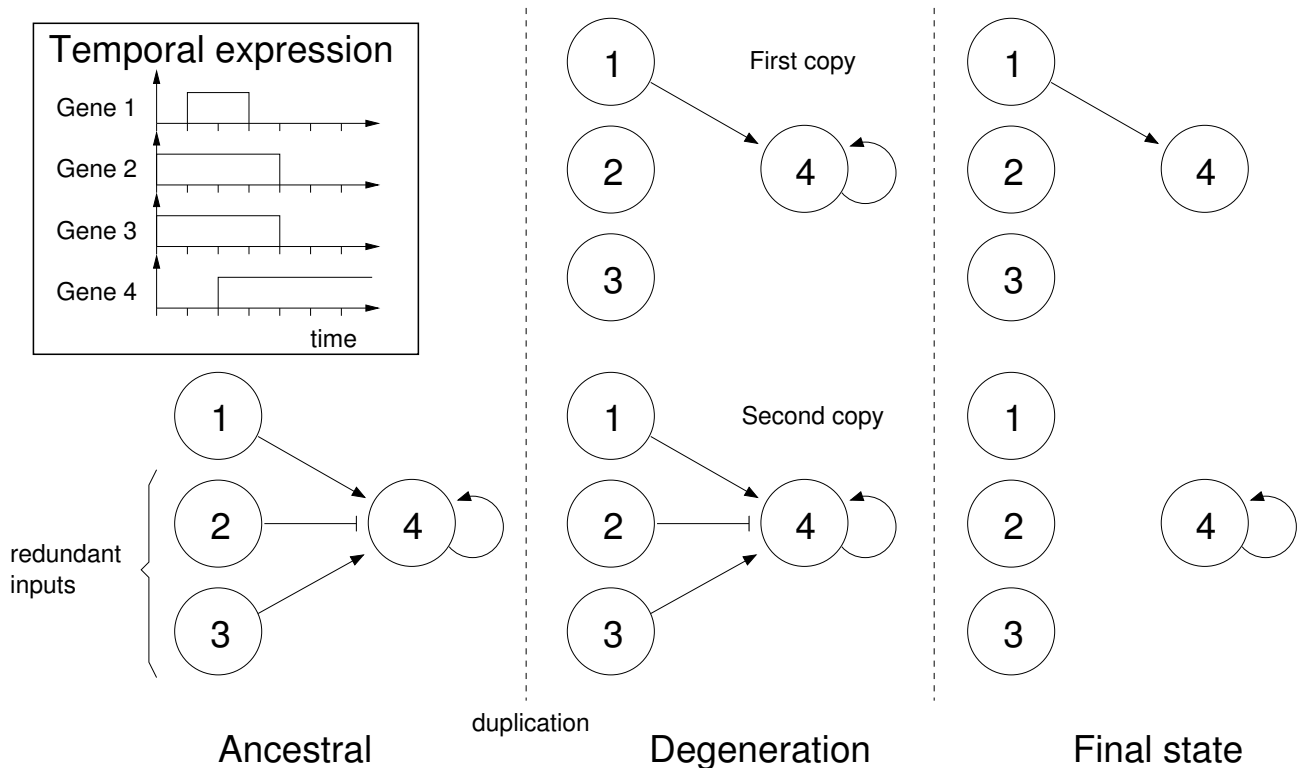 Temporal expression
Gene 1
Gene 2
Gene 3
Gene 4
time
1
2
3
4
redundant
inputs
Ancestral
duplication
1
First copy
2
4
3
1
Second copy
2
4
3
Degeneration
1
2
4
3
1
2
4
3
Final state